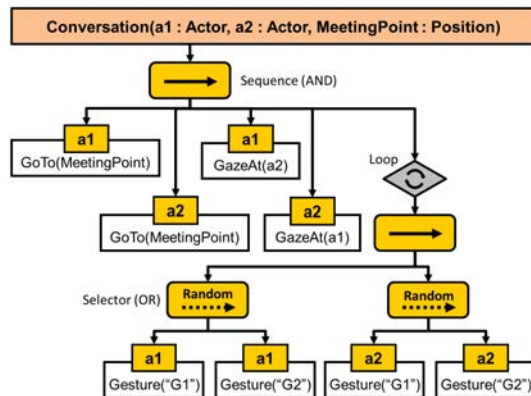 Conversation(a1 : Actor, a2 : Actor, MeetingPoint : Position)
Sequence (AND)
a1
GoTo(MeetingPoint)
a1
GazeAt(a2)
Loop
a2
GoTo(MeetingPoint)
a2
GazeAt(a1)
Selector (OR)
Random
Random
a1
Gesture("G1")
a1
Gesture("G2")
a2
Gesture("G1")
a2
Gesture("G2")